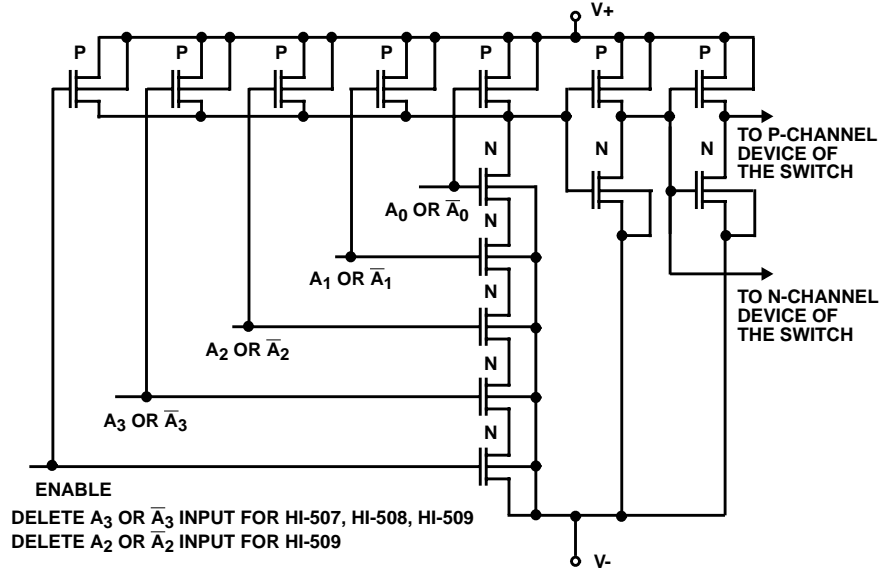 V+
P P P P P P P
N N N
TO P-CHANNEL
DEVICE OF
THE SWITCH
A0 OR A̅0
N
A1 OR A̅1
N
TO N-CHANNEL
DEVICE OF
THE SWITCH
A2 OR A̅2
N
A3 OR A̅3
N
ENABLE
DELETE A3 OR A̅3 INPUT FOR HI-507, HI-508, HI-509
DELETE A2 OR A̅2 INPUT FOR HI-509
V-